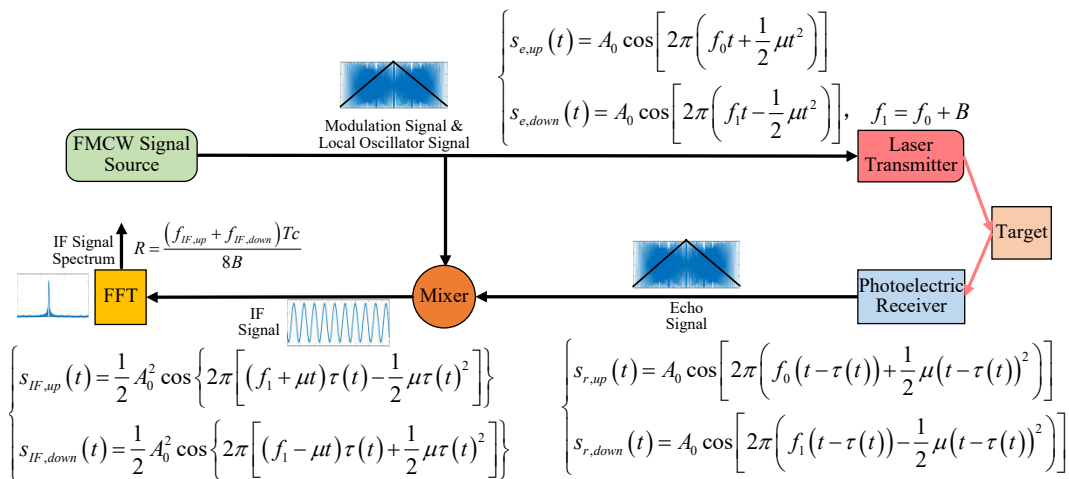 s_{e,up}(t) = A_0 cos[2π(f_0 t + 1/2 μt^2)]
s_{e,down}(t) = A_0 cos[2π(f_1 t − 1/2 μt^2)], f_1 = f_0 + B
Modulation Signal &
Local Oscillator Signal
FMCW Signal
Source
Laser
Transmitter
Target
IF Signal
Spectrum
R = (f_{IF,up} + f_{IF,down})Tc / 8B
FFT
IF
Signal
Mixer
Echo
Signal
Photoelectric
Receiver
s_{IF,up}(t) = 1/2 A_0^2 cos{2π[(f_1 + μt)τ(t) − 1/2 μτ(t)^2]}
s_{IF,down}(t) = 1/2 A_0^2 cos{2π[(f_1 − μt)τ(t) + 1/2 μτ(t)^2]}
s_{r,up}(t) = A_0 cos[2π(f_0(t − τ(t)) + 1/2 μ(t − τ(t))^2)]
s_{r,down}(t) = A_0 cos[2π(f_1(t − τ(t)) − 1/2 μ(t − τ(t))^2)]